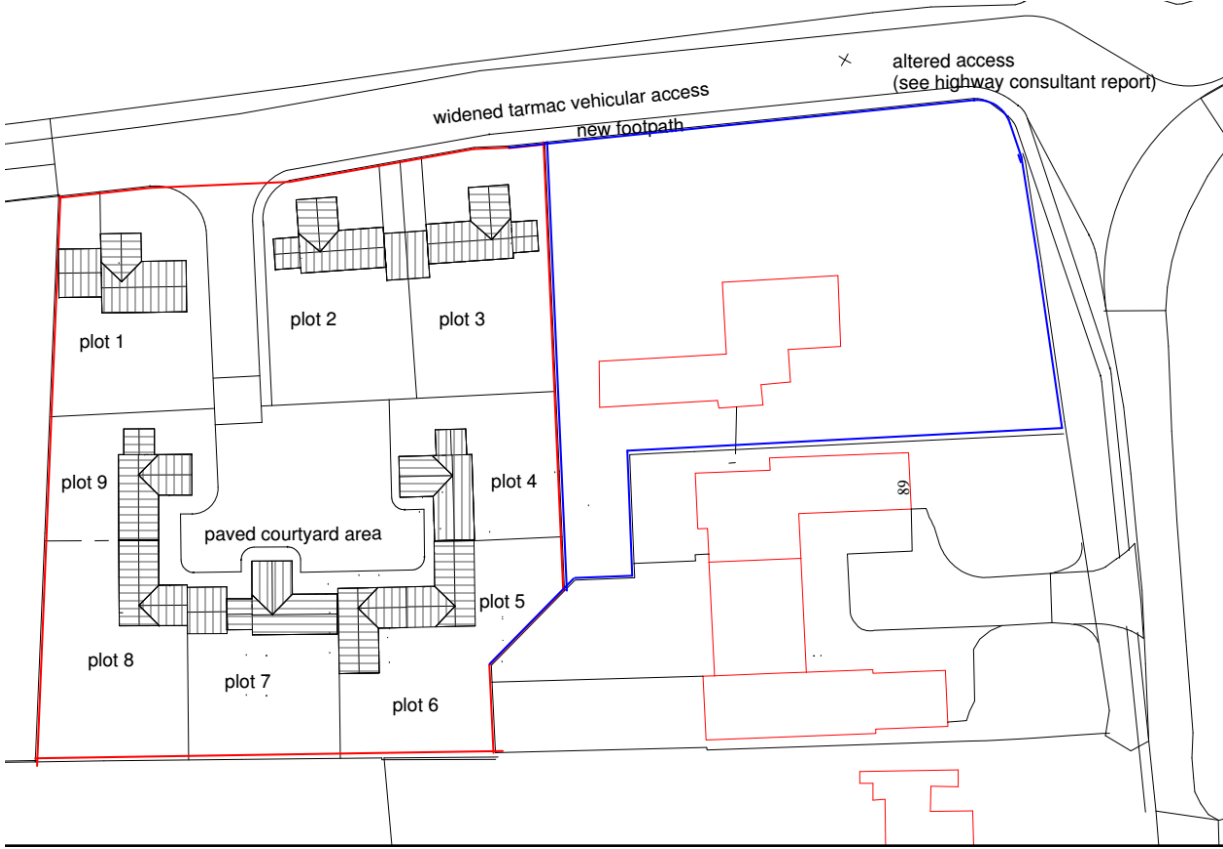 altered access
(see highway consultant report)
widened tarmac vehicular access
new footpath
plot 1
plot 2
plot 3
plot 9
plot 4
89
paved courtyard area
plot 5
plot 8
plot 7
plot 6